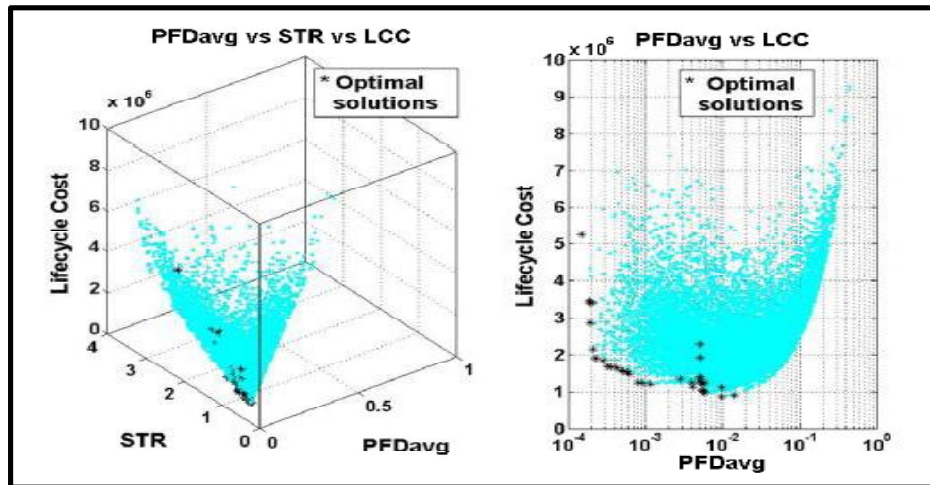 PFDavg vs STR vs LCC
* Optimal
solutions
x 10^6
10
8
6
4
2
0
Lifecycle Cost
4
3
2
1
0
STR
0
0.5
1
PFDavg
PFDavg vs LCC
x 10^6
* Optimal
solutions
10
9
8
7
6
5
4
3
2
1
0
Lifecycle Cost
10^-4
10^-3
10^-2
10^-1
10^0
PFDavg